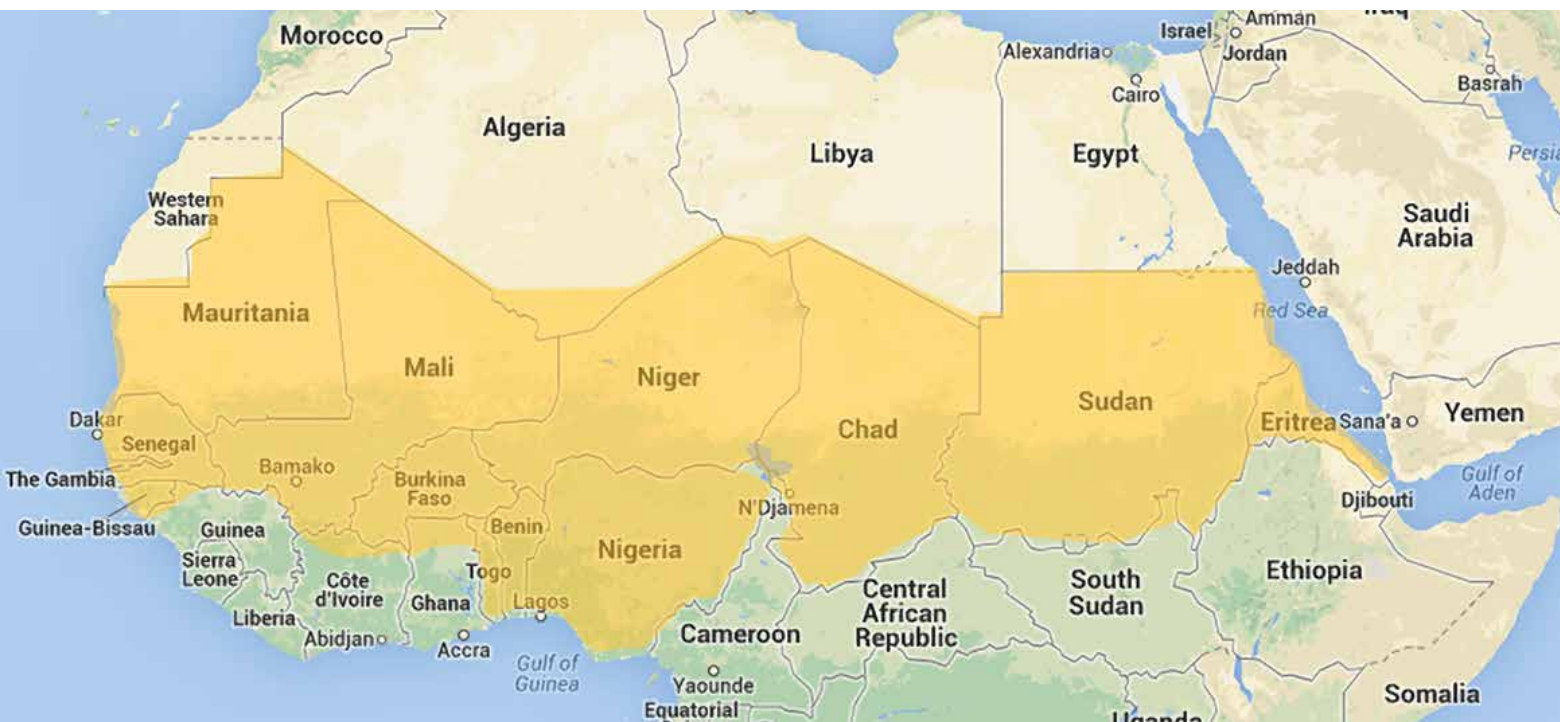 Morocco
Algeria
Libya
Egypt
Alexandria
Cairo
Israel
Amman
Jordan
Iraq
Basrah
Persia
Western
Sahara
Saudi
Arabia
Jeddah
Red Sea
Mauritania
Mali
Niger
Chad
Sudan
Eritrea
Sana'a
Yemen
Gulf of
Aden
Djibouti
Dakar
Senegal
The Gambia
Guinea-Bissau
Bamako
Burkina
Faso
Benin
Nigeria
N'Djamena
Guinea
Sierra
Leone
Liberia
Côte
d'Ivoire
Abidjan
Ghana
Accra
Togo
Lagos
Gulf of
Guinea
Cameroon
Yaounde
Equatorial
Central
African
Republic
South
Sudan
Ethiopia
Somalia
Uganda